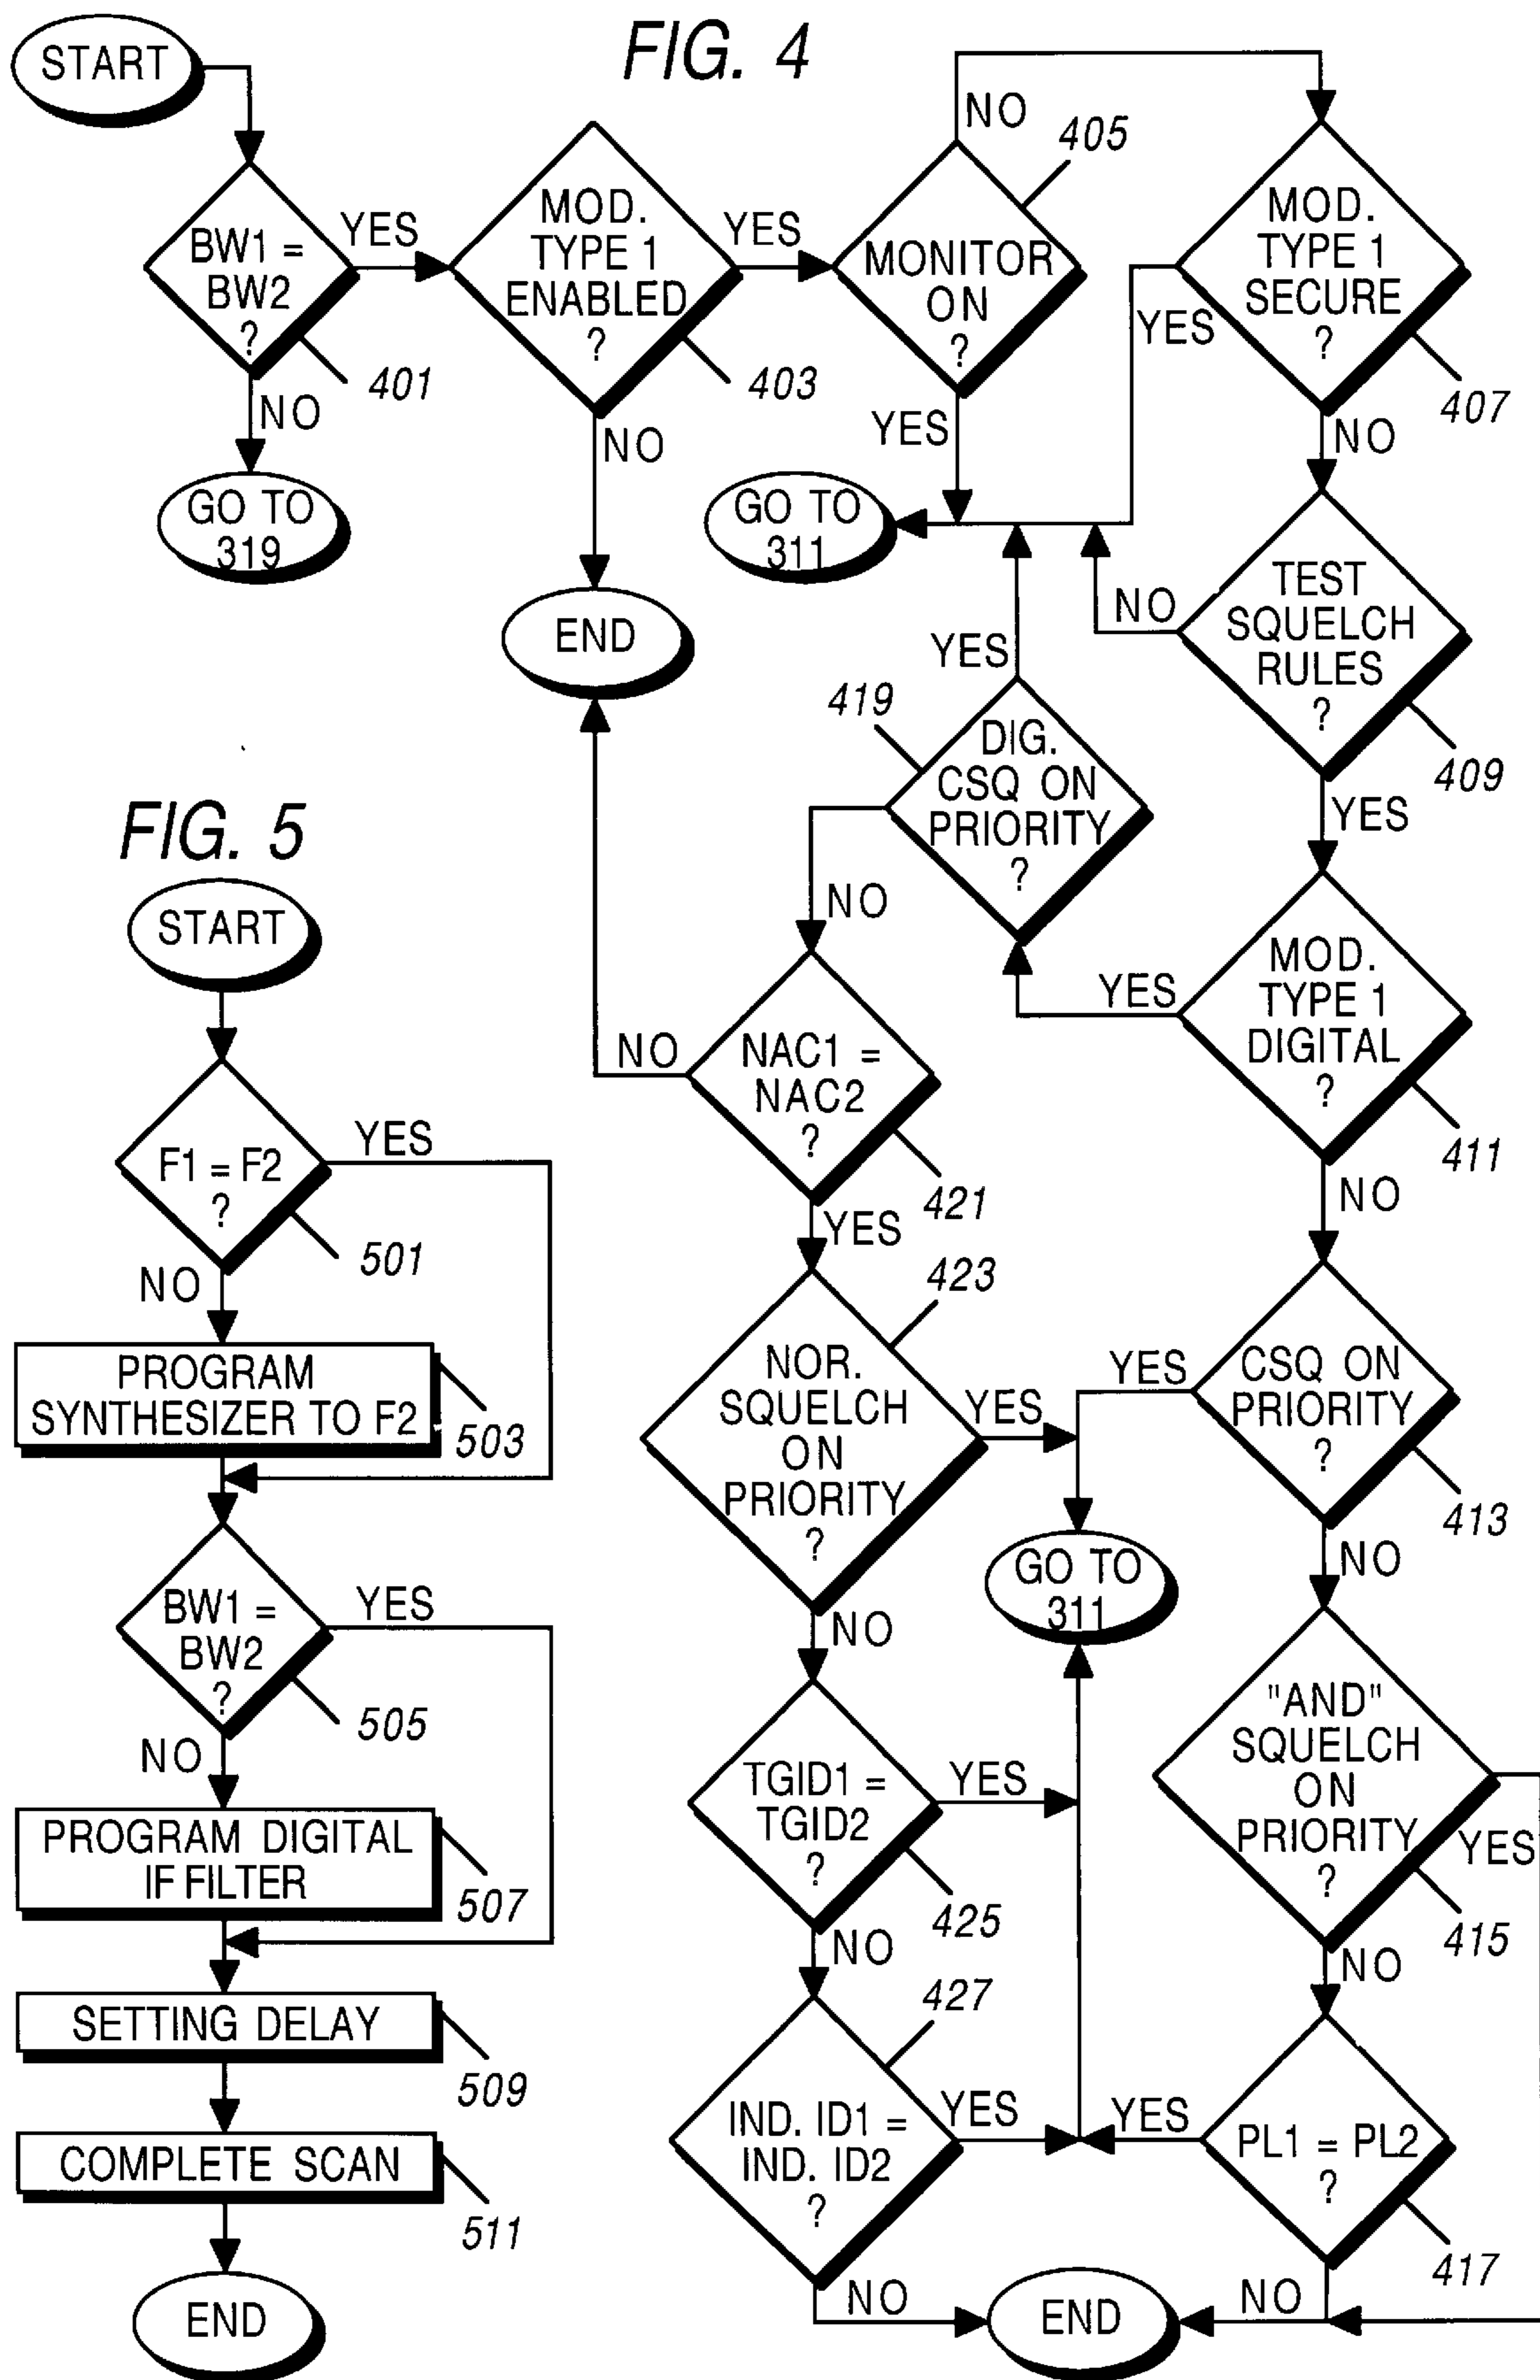 FIG. 4
START
BW1 =
BW2
?
401
YES
NO
GO TO
319
MOD.
TYPE 1
ENABLED
?
403
YES
NO
END
MONITOR
ON
?
405
NO
YES
GO TO
311
MOD.
TYPE 1
SECURE
?
407
YES
NO
TEST
SQUELCH
RULES
?
409
NO
YES
MOD.
TYPE 1
DIGITAL
?
411
YES
NO
419
DIG.
CSQ ON
PRIORITY
?
YES
NO
NAC1 =
NAC2
?
421
NO
YES
423
NOR.
SQUELCH
ON
PRIORITY
?
YES
NO
CSQ ON
PRIORITY
?
413
YES
NO
GO TO
311
TGID1 =
TGID2
?
425
YES
NO
"AND"
SQUELCH
ON
PRIORITY
?
415
YES
NO
427
IND. ID1 =
IND. ID2
?
YES
NO
PL1 = PL2
?
417
YES
NO
END
FIG. 5
START
F1 = F2
?
501
YES
NO
PROGRAM
SYNTHESIZER TO F2
503
BW1 =
BW2
?
505
YES
NO
PROGRAM DIGITAL
IF FILTER
507
SETTING DELAY
509
COMPLETE SCAN
511
END